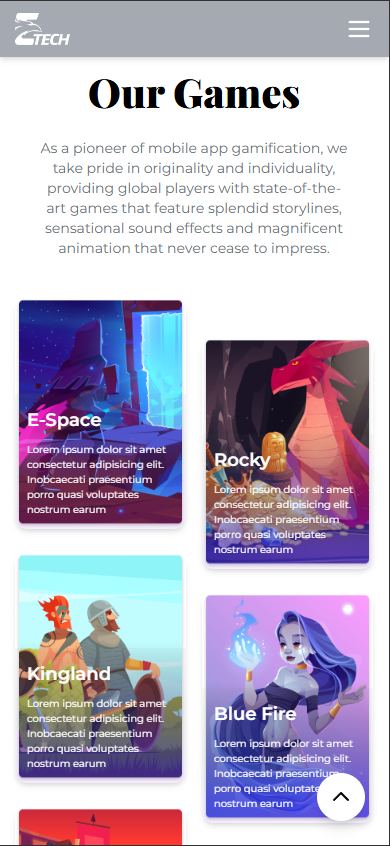 TECH
Our Games
As a pioneer of mobile app gamification, we
take pride in originality and individuality,
providing global players with state-of-the-
art games that feature splendid storylines,
sensational sound effects and magnificent
animation that never cease to impress.
E-Space
Lorem ipsum dolor sit amet
consectetur adipisicing elit.
Inobcaecati praesentium
porro quasi voluptates
nostrum earum
Rocky
Lorem ipsum dolor sit amet
consectetur adipisicing elit.
Inobcaecati praesentium
porro quasi voluptates
nostrum earum
Kingland
Lorem ipsum dolor sit amet
consectetur adipisicing elit.
Inobcaecati praesentium
porro quasi voluptates
nostrum earum
Blue Fire
Lorem ipsum dolor sit amet
consectetur adipisicing elit.
Inobcaecati praesentium
porro quasi voluptates
nostrum earum